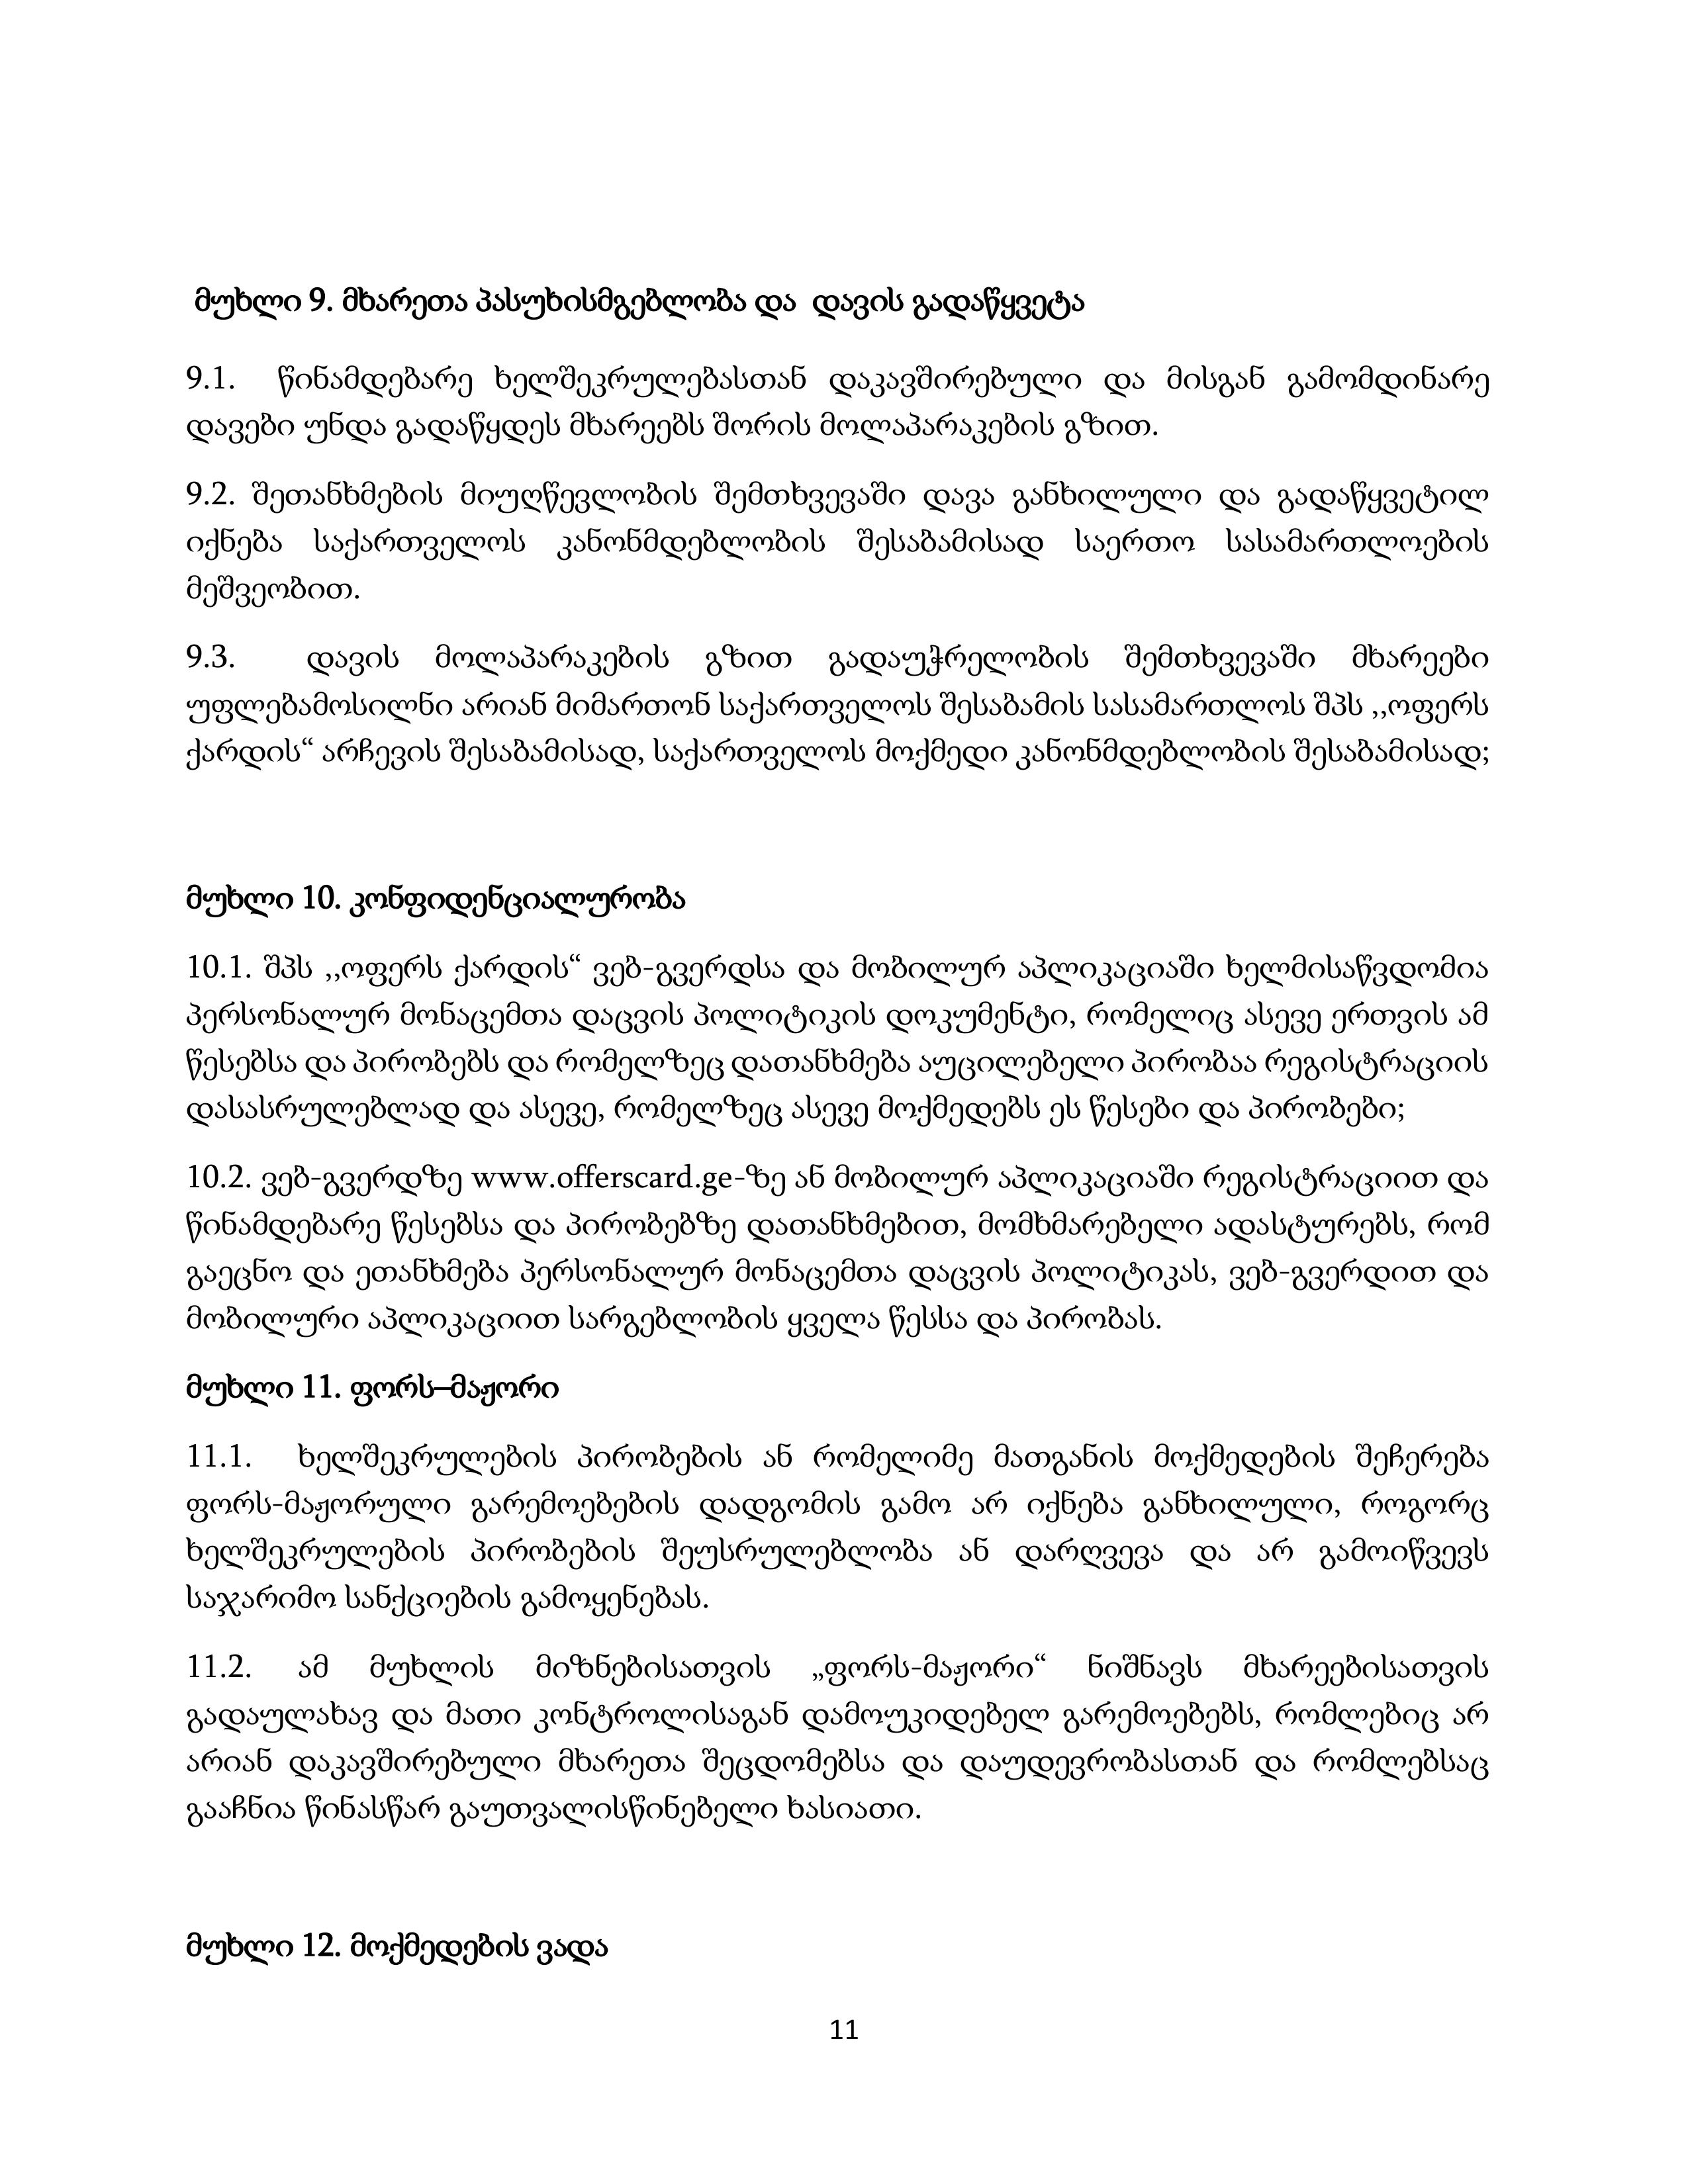 მუხლი 9. მხარეთა პასუხისმგებლობა და  დავის გადაწყვეტა
9.1. წინამდებარე ხელშეკრულებასთან დაკავშირებული და მისგან გამომდინარე
დავები უნდა გადაწყდეს მხარეებს შორის მოლაპარაკების გზით.
9.2. შეთანხმების მიუღწევლობის შემთხვევაში დავა განხილული და გადაწყვეტილ
იქნება საქართველოს კანონმდებლობის შესაბამისად საერთო სასამართლოების
მეშვეობით.
9.3. დავის მოლაპარაკების გზით გადაუჭრელობის შემთხვევაში მხარეები
უფლებამოსილნი არიან მიმართონ საქართველოს შესაბამის სასამართლოს შპს ,,ოფერს
ქარდის“ არჩევის შესაბამისად, საქართველოს მოქმედი კანონმდებლობის შესაბამისად;
მუხლი 10. კონფიდენციალურობა
10.1. შპს ,,ოფერს ქარდის“ ვებ-გვერდსა და მობილურ აპლიკაციაში ხელმისაწვდომია
პერსონალურ მონაცემთა დაცვის პოლიტიკის დოკუმენტი, რომელიც ასევე ერთვის ამ
წესებსა და პირობებს და რომელზეც დათანხმება აუცილებელი პირობაა რეგისტრაციის
დასასრულებლად და ასევე, რომელზეც ასევე მოქმედებს ეს წესები და პირობები;
10.2. ვებ-გვერდზე www.offerscard.ge-ზე ან მობილურ აპლიკაციაში რეგისტრაციით და
წინამდებარე წესებსა და პირობებზე დათანხმებით, მომხმარებელი ადასტურებს, რომ
გაეცნო და ეთანხმება პერსონალურ მონაცემთა დაცვის პოლიტიკას, ვებ-გვერდით და
მობილური აპლიკაციით სარგებლობის ყველა წესსა და პირობას.
მუხლი 11. ფორს–მაჟორი
11.1. ხელშეკრულების პირობების ან რომელიმე მათგანის მოქმედების შეჩერება
ფორს-მაჟორული გარემოებების დადგომის გამო არ იქნება განხილული, როგორც
ხელშეკრულების პირობების შეუსრულებლობა ან დარღვევა და არ გამოიწვევს
საჯარიმო სანქციების გამოყენებას.
11.2. ამ მუხლის მიზნებისათვის „ფორს-მაჟორი“ ნიშნავს მხარეებისათვის
გადაულახავ და მათი კონტროლისაგან დამოუკიდებელ გარემოებებს, რომლებიც არ
არიან დაკავშირებული მხარეთა შეცდომებსა და დაუდევრობასთან და რომლებსაც
გააჩნია წინასწარ გაუთვალისწინებელი ხასიათი.
მუხლი 12. მოქმედების ვადა
11